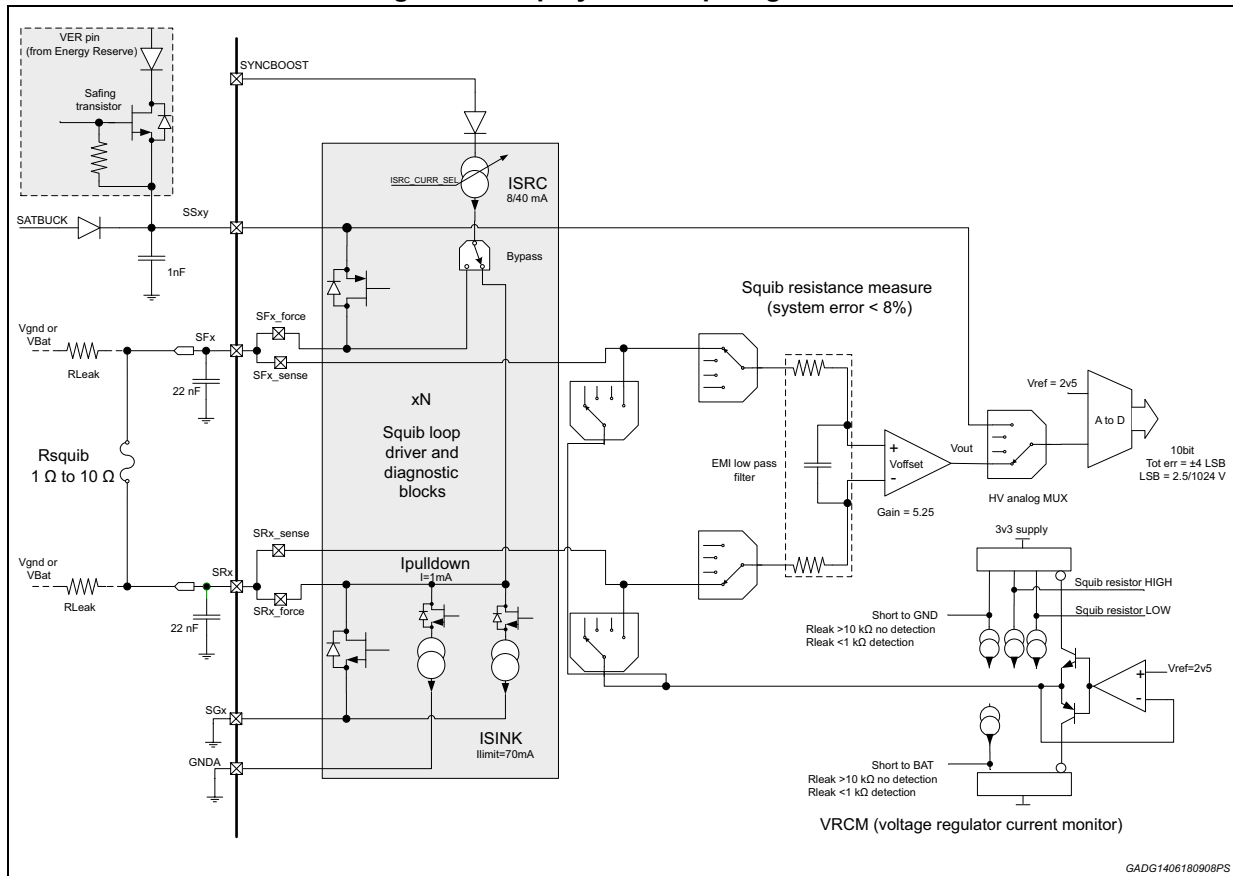 VER pin
(from Energy Reserve)
Safing
transistor
SYNCBOOST
ISRC_CURR_SEL
ISRC
8/40 mA
SATBUCK
SSxy
1nF
Bypass
Squib resistance measure
(system error < 8%)
Vgnd or
VBat
RLeak
SFx
22 nF
SFx_force
SFx_sense
xN
Squib loop
driver and
diagnostic
blocks
Rsquib
1 Ω to 10 Ω
EMI low pass
filter
+
Voffset
-
Gain = 5.25
Vout
Vref = 2v5
A to D
HV analog MUX
10bit
Tot err = ±4 LSB
LSB = 2.5/1024 V
Vgnd or
VBat
RLeak
SRx
22 nF
SRx_sense
SRx_force
Ipulldown
I=1mA
SGx
GNDA
ISINK
Ilimit=70mA
3v3 supply
Squib resistor HIGH
Squib resistor LOW
Short to GND
Rleak >10 kΩ no detection
Rleak <1 kΩ detection
+
-
Vref=2v5
Short to BAT
Rleak >10 kΩ no detection
Rleak <1 kΩ detection
VRCM (voltage regulator current monitor)
GADG1406180908PS